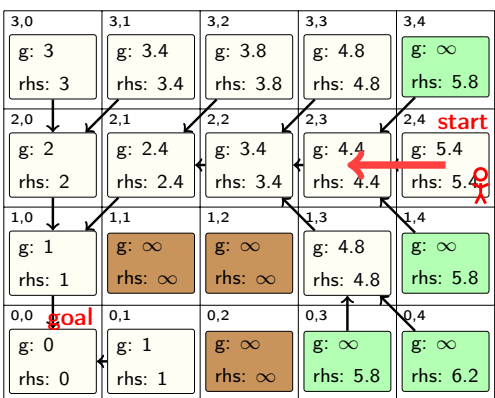 3,0 3,1 3,2 3,3 3,4
g: 3 g: 3.4 g: 3.8 g: 4.8 g: ∞
rhs: 3 rhs: 3.4 rhs: 3.8 rhs: 4.8 rhs: 5.8
2,0 2,1 2,2 2,3 2,4 start
g: 2 g: 2.4 g: 3.4 g: 4.4 g: 5.4
rhs: 2 rhs: 2.4 rhs: 3.4 rhs: 4.4 rhs: 5.4
1,0 1,1 1,2 1,3 1,4
g: 1 g: ∞ g: ∞ g: 4.8 g: ∞
rhs: 1 rhs: ∞ rhs: ∞ rhs: 4.8 rhs: 5.8
0,0 goal 0,1 0,2 0,3 0,4
g: 0 g: 1 g: ∞ g: ∞ g: ∞
rhs: 0 rhs: 1 rhs: ∞ rhs: 5.8 rhs: 6.2